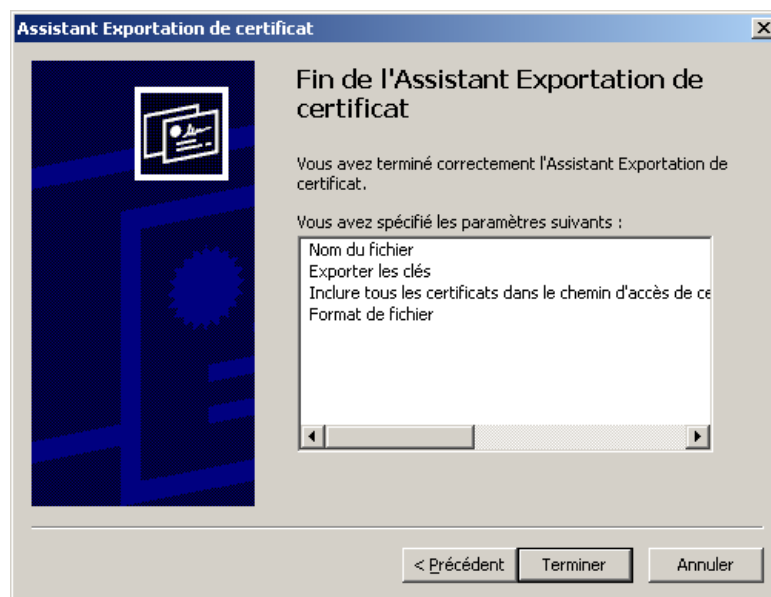 Assistant Exportation de certificat
Fin de l'Assistant Exportation de
certificat
Vous avez terminé correctement l'Assistant Exportation de
certificat.
Vous avez spécifié les paramètres suivants :
Nom du fichier
Exporter les clés
Inclure tous les certificats dans le chemin d'accès de ce
Format de fichier
< Précédent Terminer Annuler